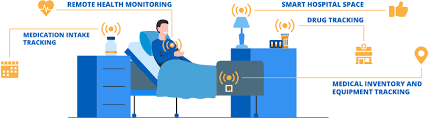 REMOTE HEALTH MONITORING
SMART HOSPITAL SPACE
DRUG TRACKING
MEDICATION INTAKE
TRACKING
MEDICAL INVENTORY AND
EQUIPMENT TRACKING